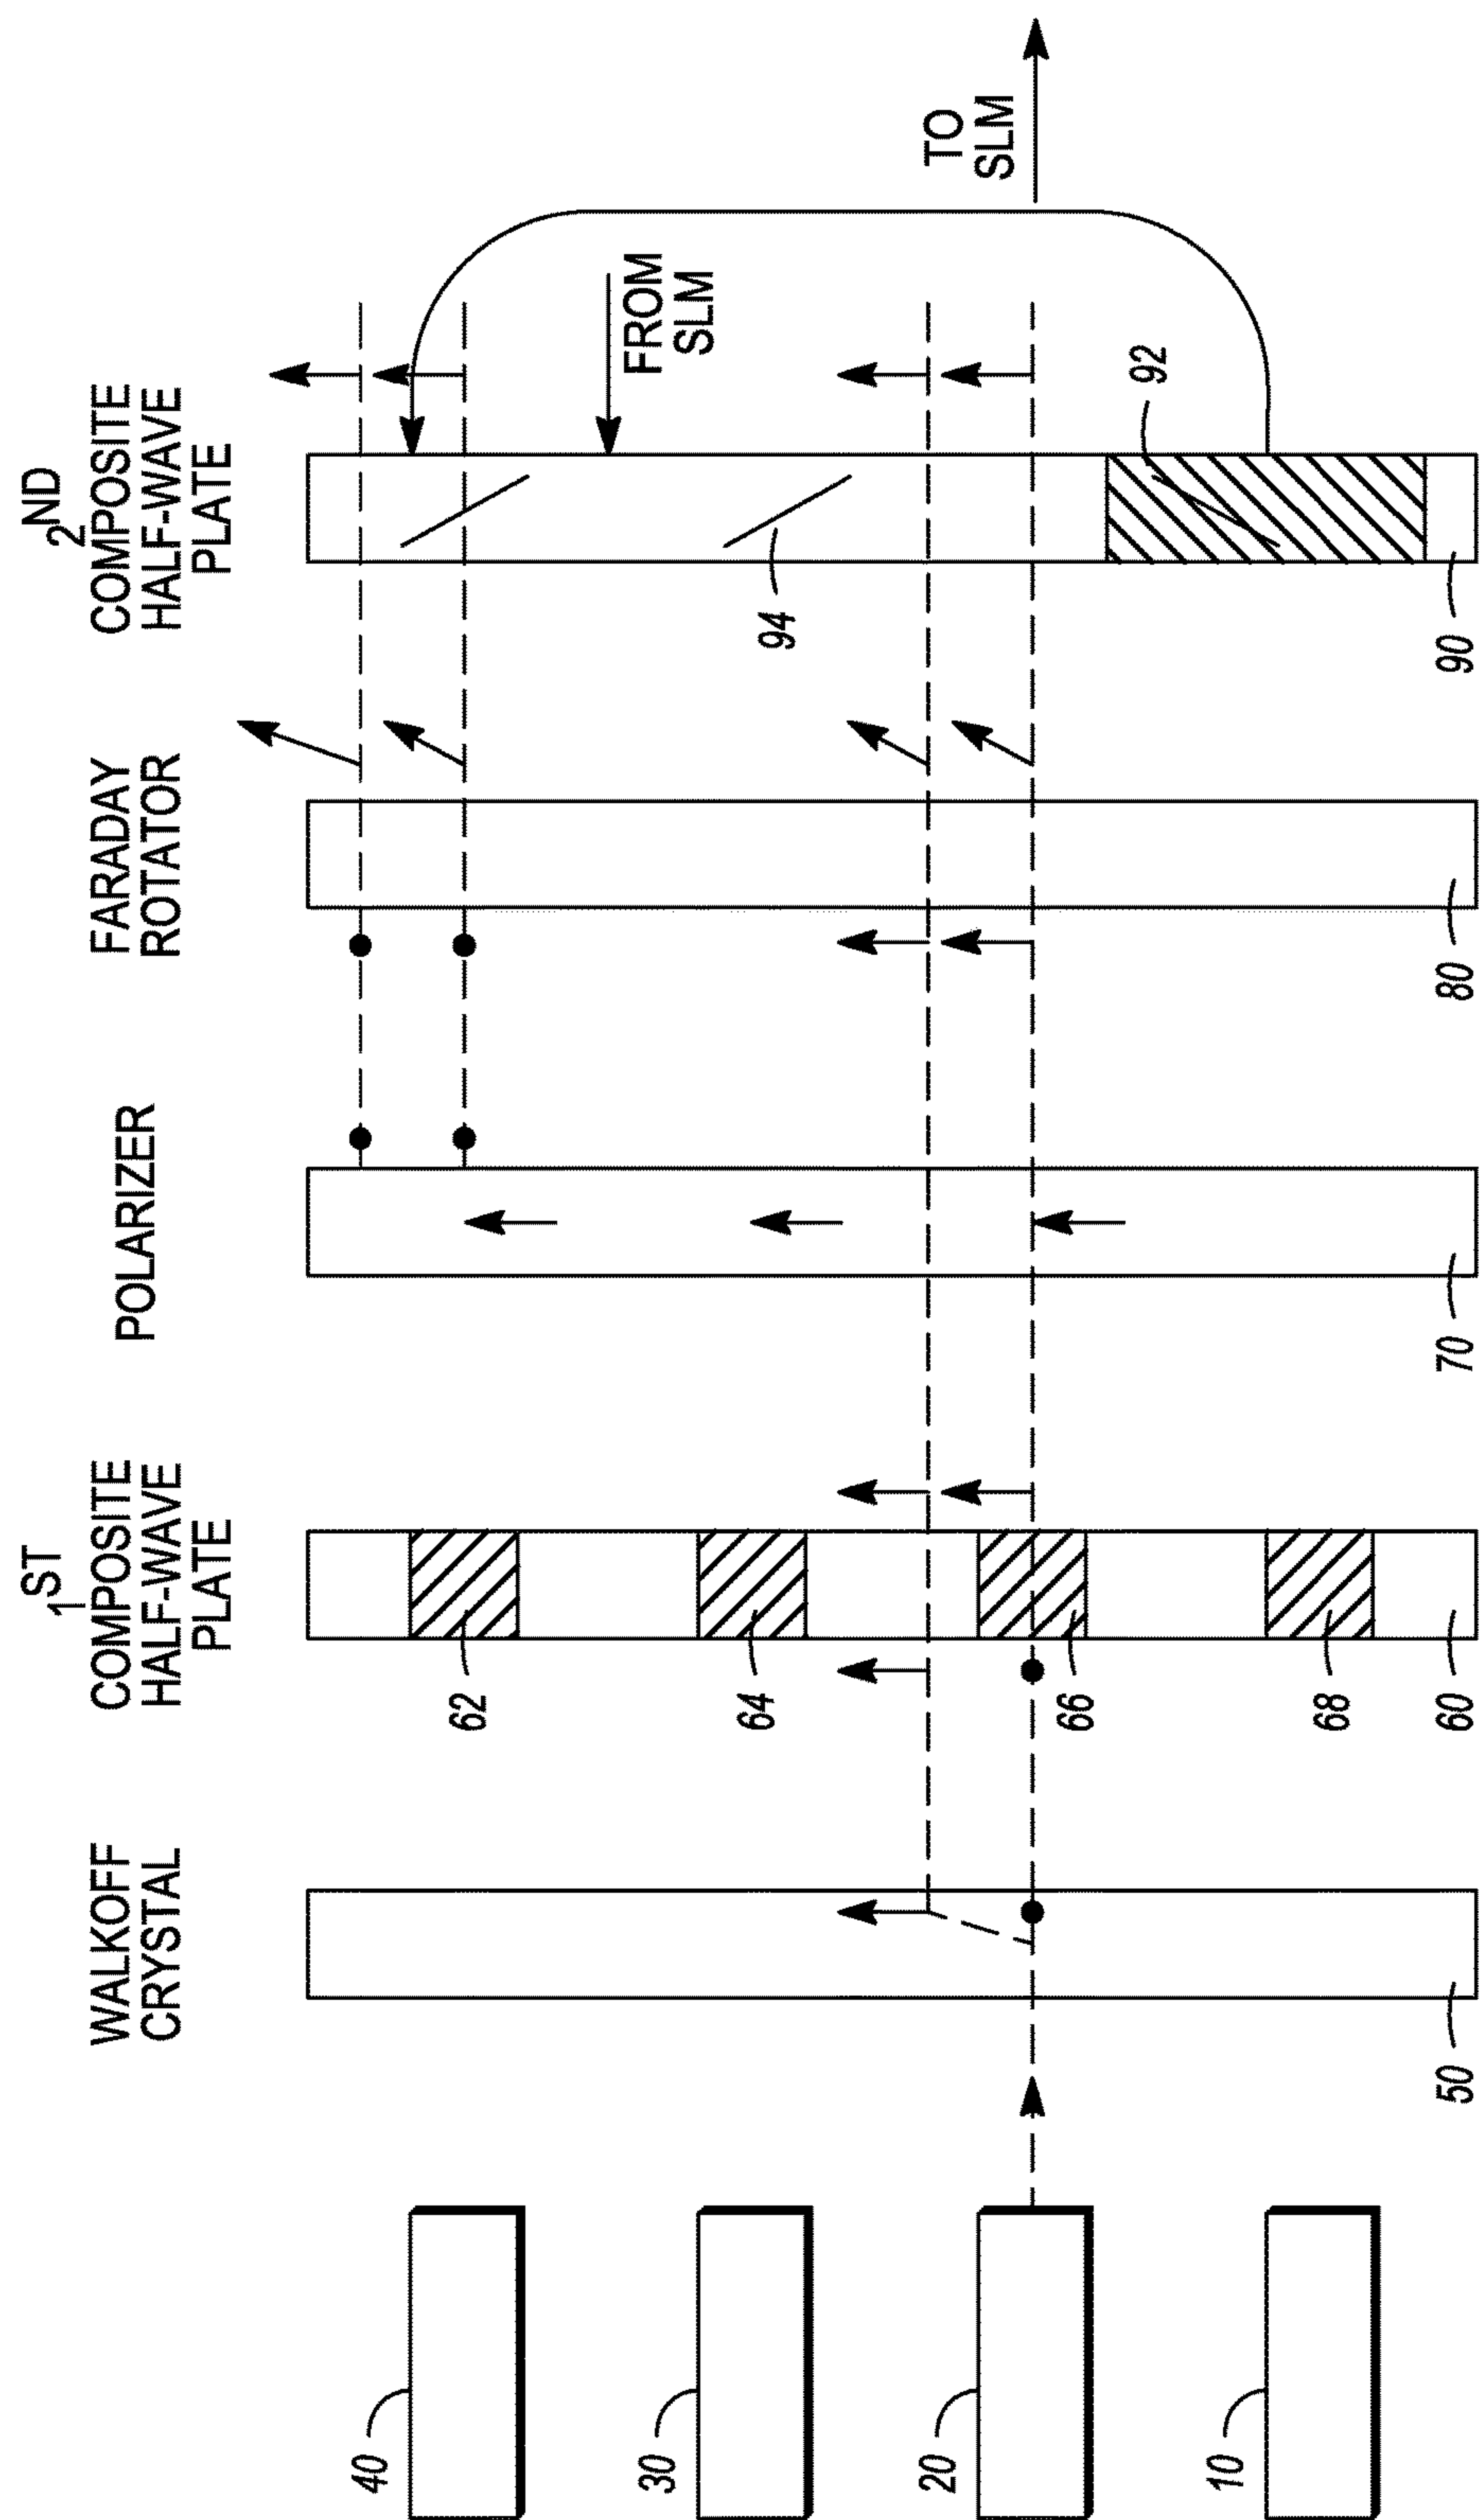 WALKOFF
CRYSTAL
1ST
COMPOSITE
HALF-WAVE
PLATE
POLARIZER
FARADAY
ROTATOR
2ND
COMPOSITE
HALF-WAVE
PLATE
40
30
20
10
50
62
64
66
68
60
70
80
94
92
90
FROM
SLM
TO
SLM